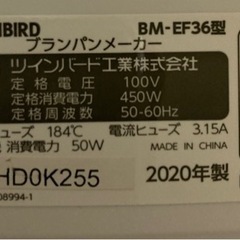 NBIRD BM-EF36型
ブランパンメーカー
ツインバード工業株式会社
定格電圧 100V
定格消費電力 450W
定格周波数 50-60Hz
ューズ 184℃ 電流ヒューズ 3.15A
消費電力 50W MADE IN CHINA
HD0K255 2020年製
08994-1